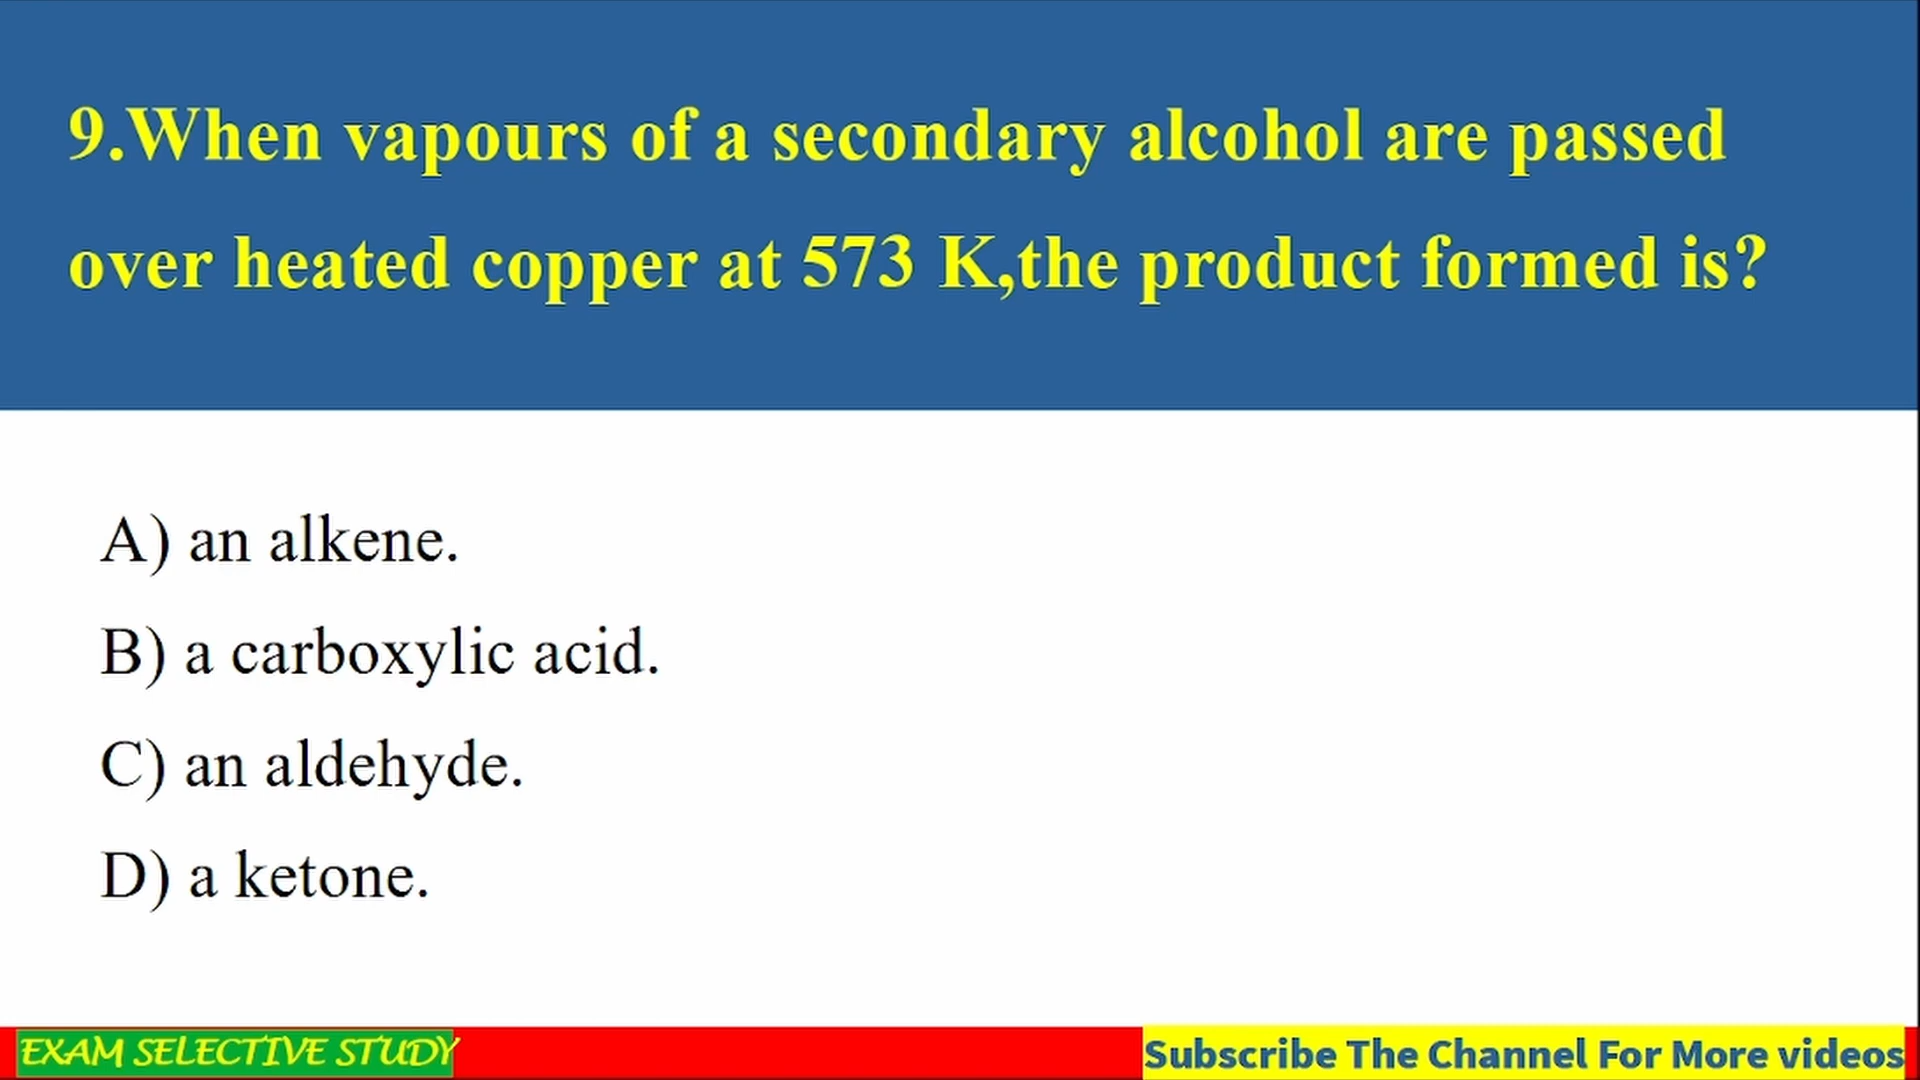 9.When vapours of a secondary alcohol are passed
over heated copper at 573 K,the product formed is?
A) an alkene.
B) a carboxylic acid.
C) an aldehyde.
D) a ketone.
EXAM SELECTIVE STUDY
Subscribe The Channel For More videos